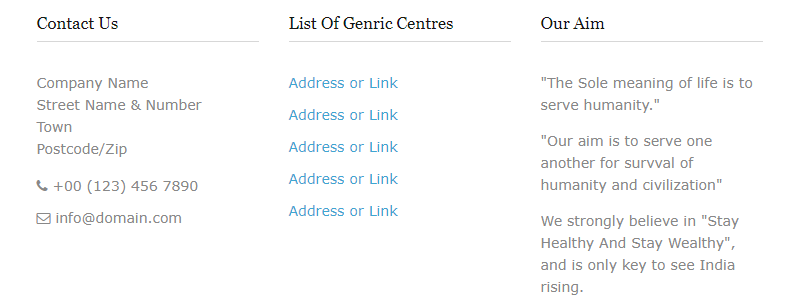 Contact Us
Company Name
Street Name & Number
Town
Postcode/Zip
+00 (123) 456 7890
info@domain.com
List Of Genric Centres
Address or Link
Address or Link
Address or Link
Address or Link
Address or Link
Our Aim
"The Sole meaning of life is to
serve humanity."
"Our aim is to serve one
another for survval of
humanity and civilization"
We strongly believe in "Stay
Healthy And Stay Wealthy",
and is only key to see India
rising.